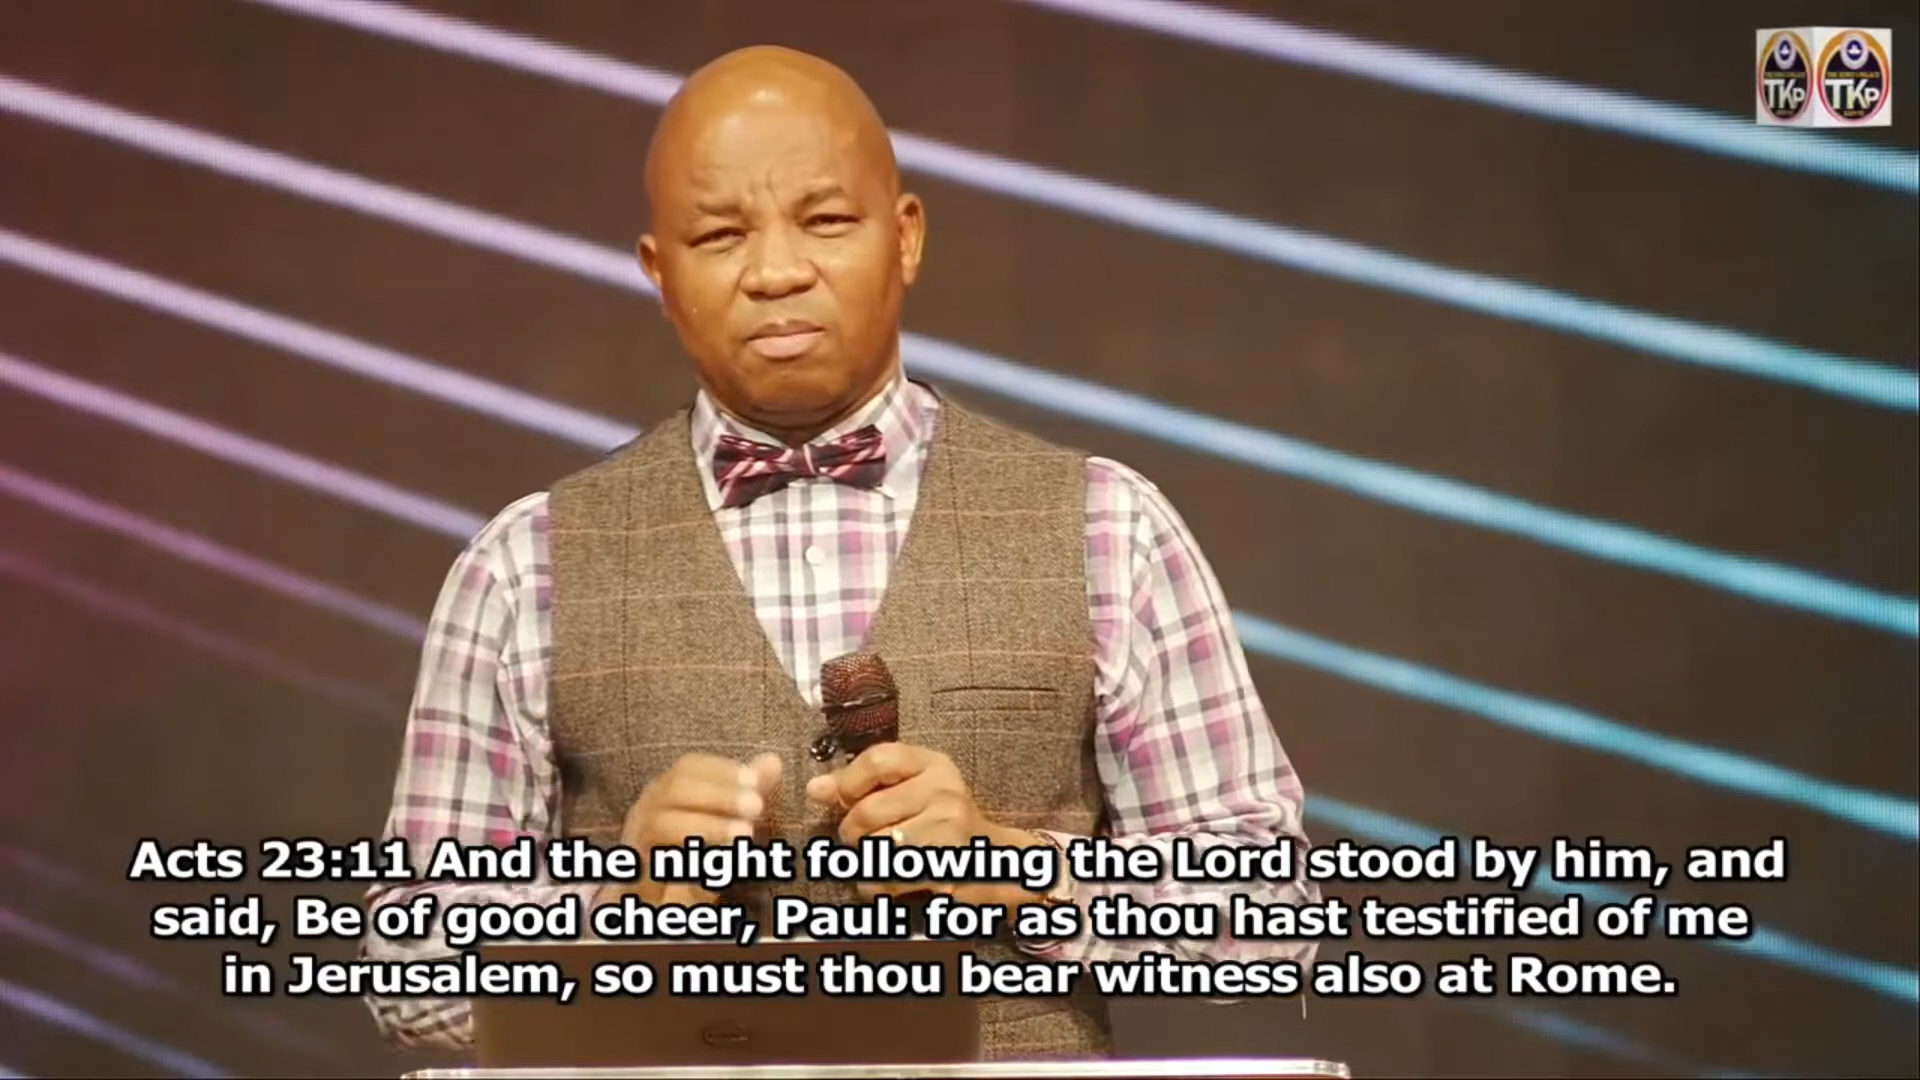 TKP TKP
Acts 23:11 And the night following the Lord stood by him, and
said, Be of good cheer, Paul: for as thou hast testified of me
in Jerusalem, so must thou bear witness also at Rome.